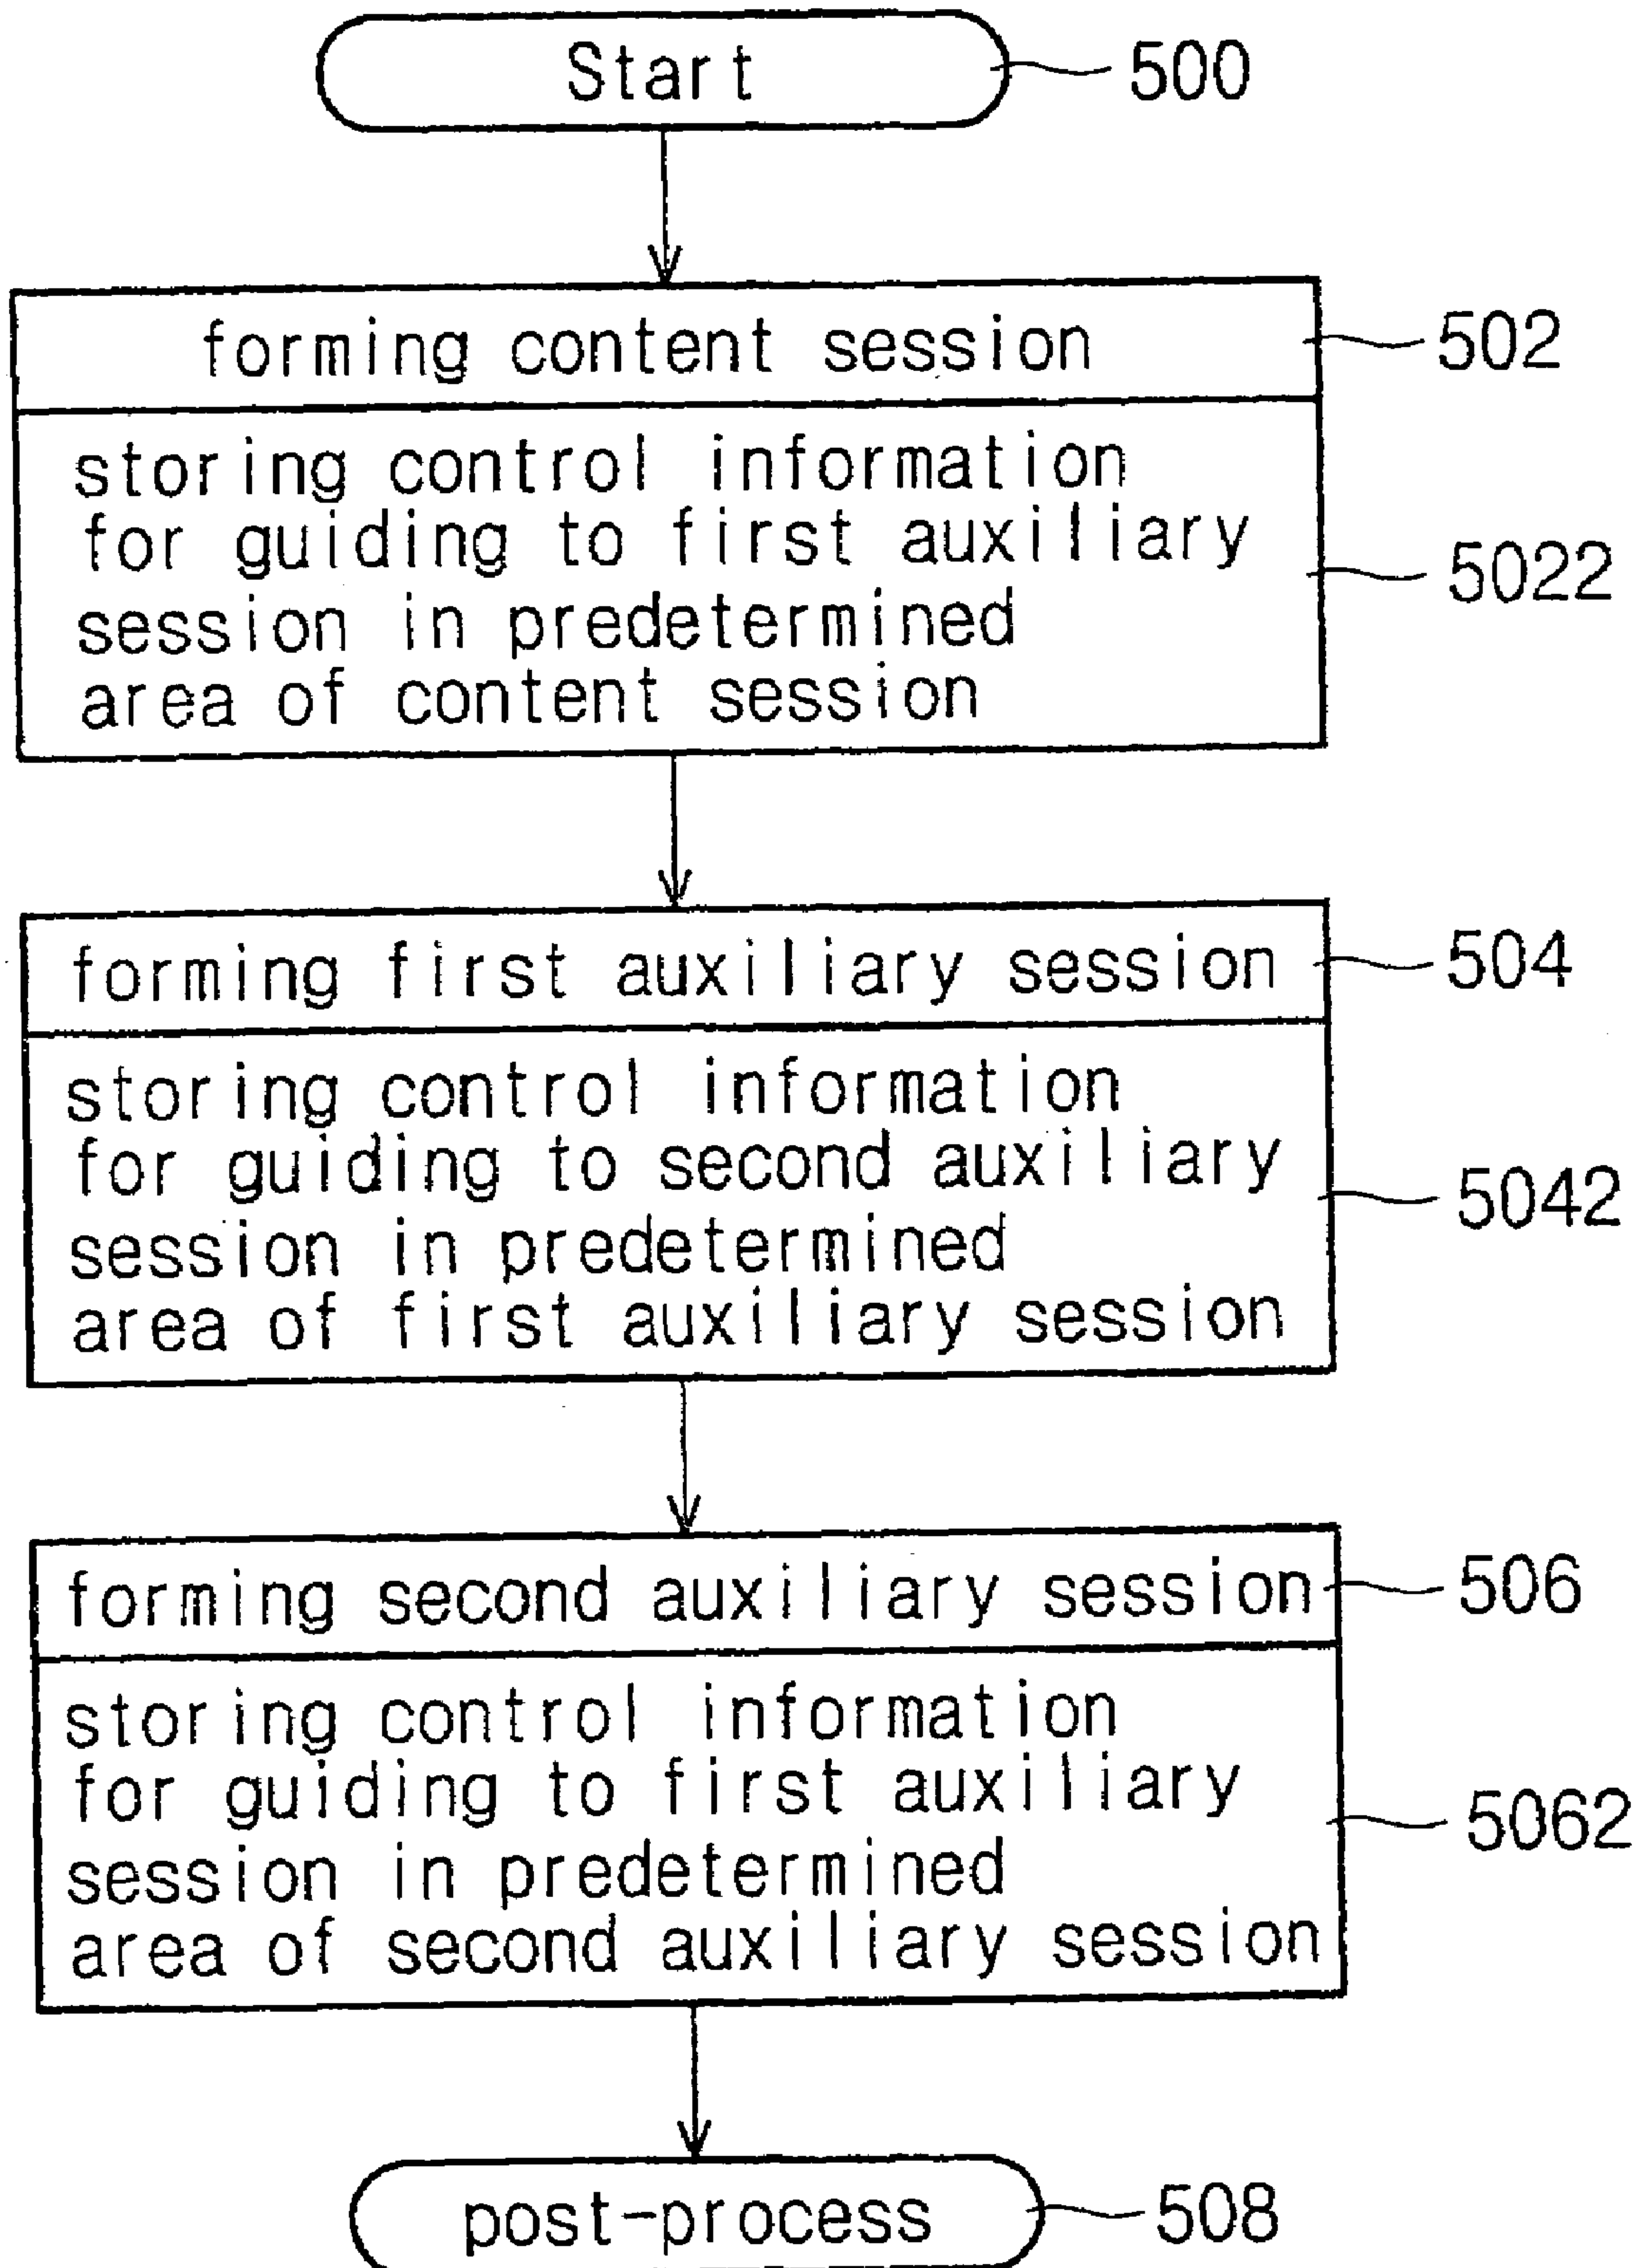 Start
500
forming content session
502
storing control information
for guiding to first auxiliary
session in predetermined
area of content session
5022
forming first auxiliary session
504
storing control information
for guiding to second auxiliary
session in predetermined
area of first auxiliary session
5042
forming second auxiliary session
506
storing control information
for guiding to first auxiliary
session in predetermined
area of second auxiliary session
5062
post-process
508